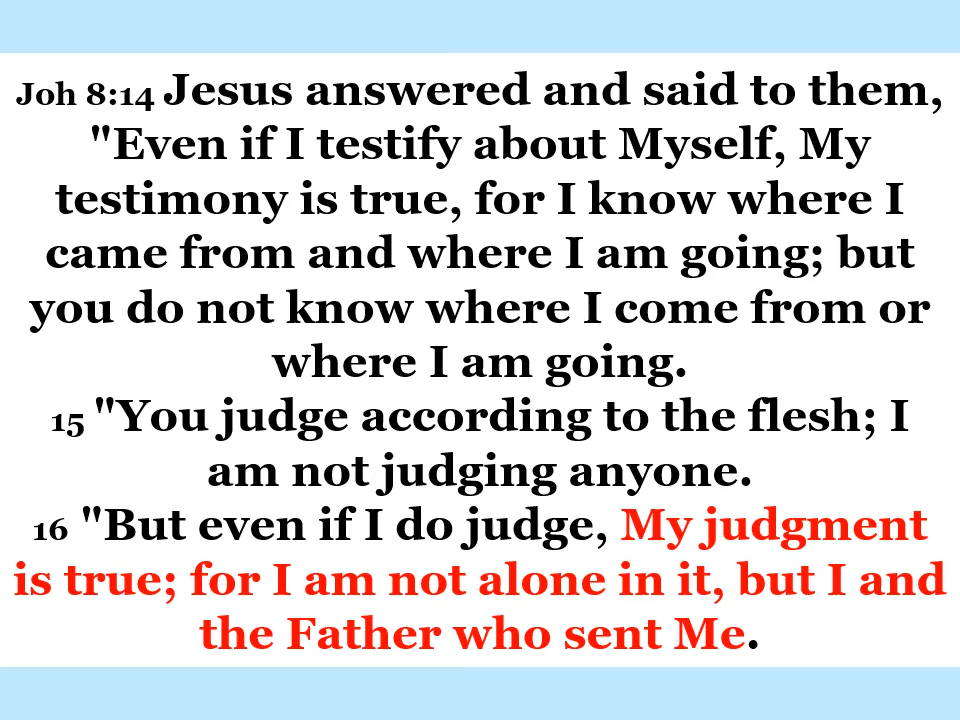 Joh 8:14 Jesus answered and said to them,
"Even if I testify about Myself, My
testimony is true, for I know where I
came from and where I am going; but
you do not know where I come from or
where I am going.
15 "You judge according to the flesh; I
am not judging anyone.
16 "But even if I do judge, My judgment
is true; for I am not alone in it, but I and
the Father who sent Me.